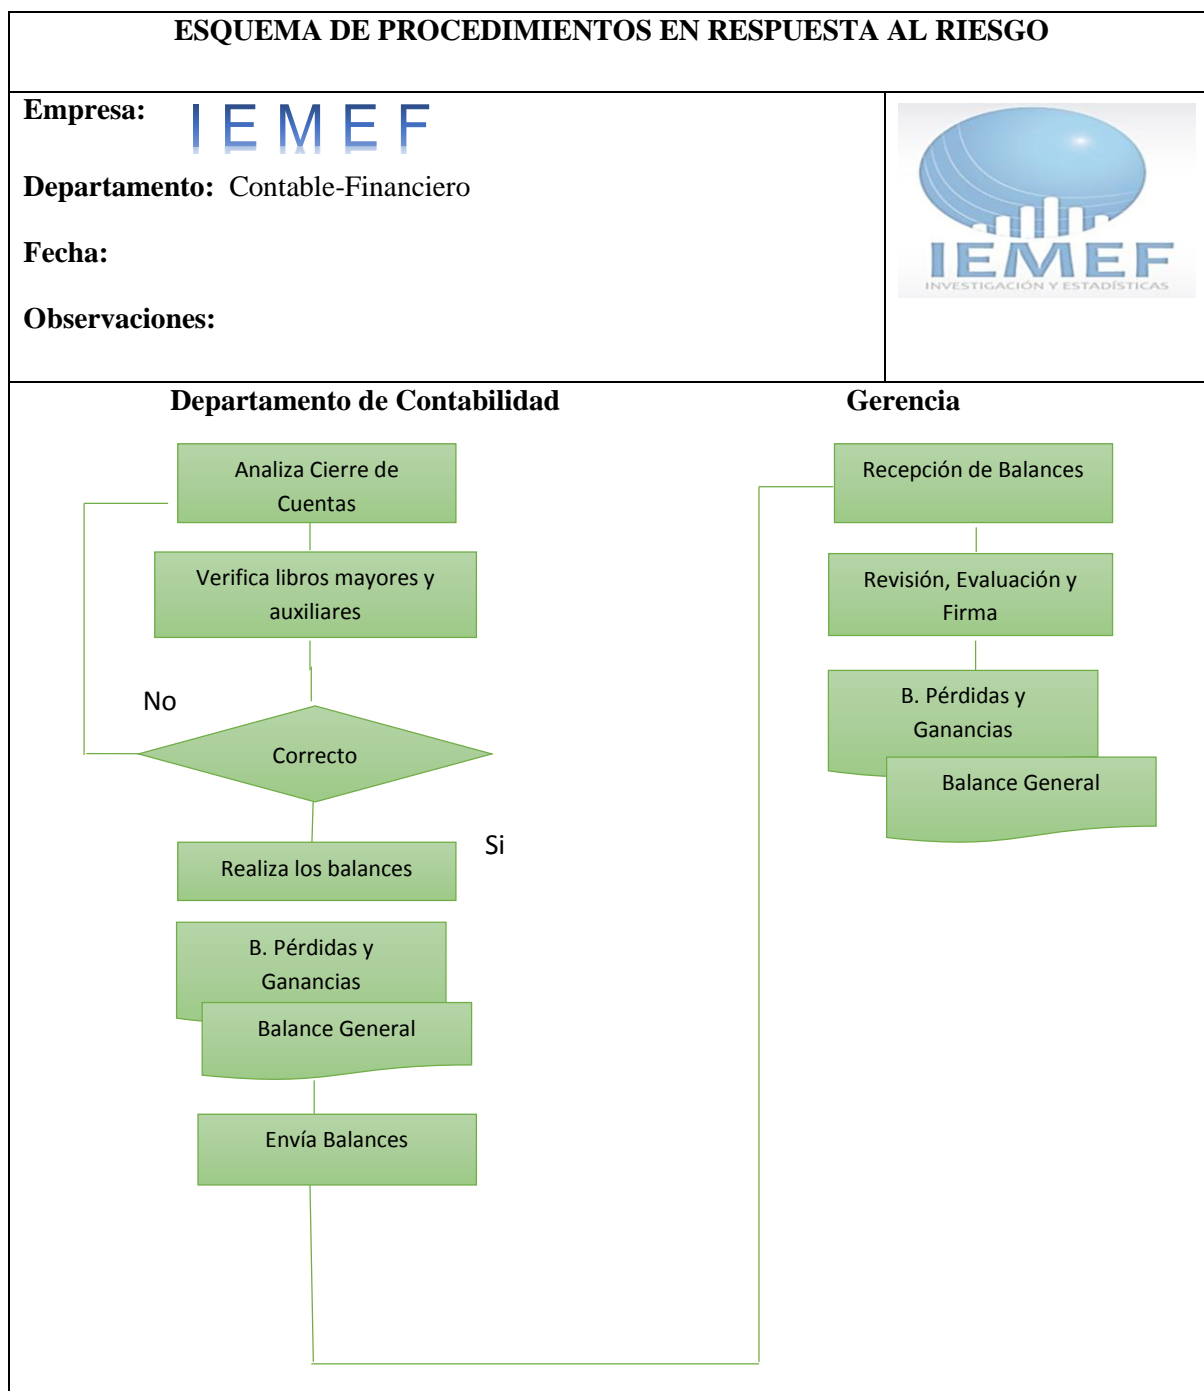 ESQUEMA DE PROCEDIMIENTOS EN RESPUESTA AL RIESGO
Empresa: IEMEF
Departamento: Contable-Financiero
Fecha:
Observaciones:
IEMEF
INVESTIGACIÓN Y ESTADÍSTICAS
Departamento de Contabilidad
Analiza Cierre de
Cuentas
Verifica libros mayores y
auxiliares
No
Correcto
Si
Realiza los balances
B. Pérdidas y
Ganancias
Balance General
Envía Balances
Gerencia
Recepción de Balances
Revisión, Evaluación y
Firma
B. Pérdidas y
Ganancias
Balance General